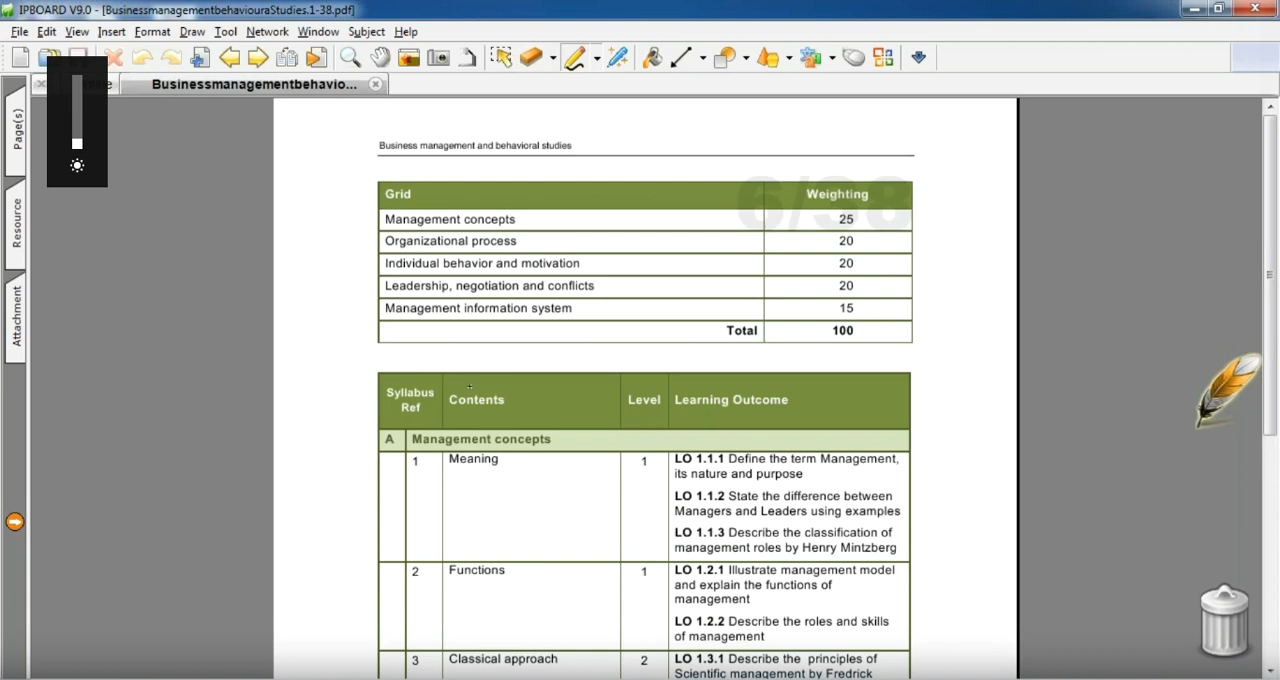 IPBOARD V9.0 - [BusinessmanagementbehaviouraStudies.1-38.pdf]
File Edit View Insert Format Draw Tool Network Window Subject Help
Businessmanagementbehavio...
Page(s)
Resource
Attachment
Business management and behavioral studies
6/38
Grid Weighting
Management concepts 25
Organizational process 20
Individual behavior and motivation 20
Leadership, negotiation and conflicts 20
Management information system 15
Total 100
Syllabus Ref Contents Level Learning Outcome
A Management concepts
1 Meaning 1 LO 1.1.1 Define the term Management,
its nature and purpose
LO 1.1.2 State the difference between
Managers and Leaders using examples
LO 1.1.3 Describe the classification of
management roles by Henry Mintzberg
2 Functions 1 LO 1.2.1 Illustrate management model
and explain the functions of
management
LO 1.2.2 Describe the roles and skills
of management
3 Classical approach 2 LO 1.3.1 Describe the principles of
Scientific management by Fredrick